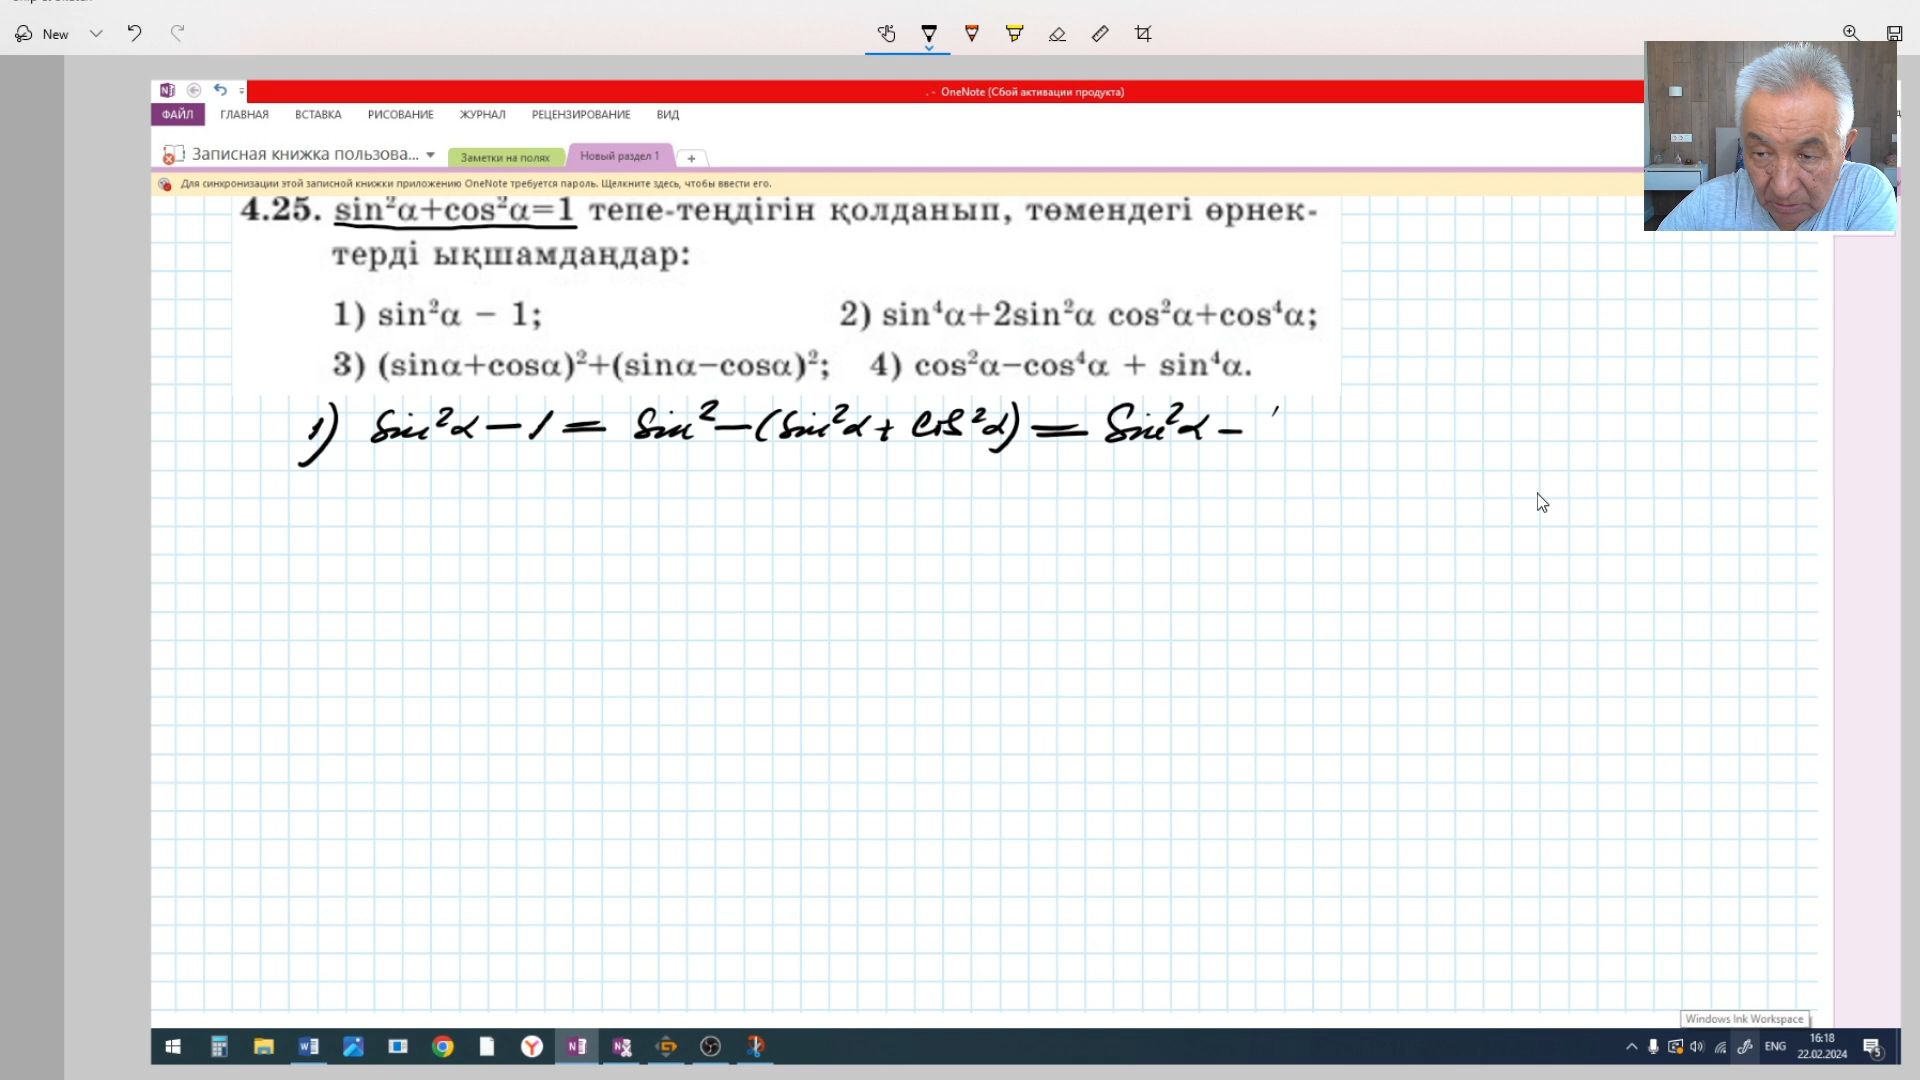 New
. - OneNote (Сбой активации продукта)
ФАЙЛ ГЛАВНАЯ ВСТАВКА РИСОВАНИЕ ЖУРНАЛ РЕЦЕНЗИРОВАНИЕ ВИД
Записная книжка пользова... Заметки на полях Новый раздел 1 +
Для синхронизации этой записной книжки приложению OneNote требуется пароль. Щелкните здесь, чтобы ввести его.
4.25. sin²α+cos²α=1 тепе-теңдігін қолданып, төмендегі өрнек-
терді ықшамдаңдар:
1) sin²α − 1; 2) sin⁴α+2sin²α cos²α+cos⁴α;
3) (sinα+cosα)²+(sinα−cosα)²; 4) cos²α−cos⁴α + sin⁴α.
1) Sin²α − 1 = Sin² − (Sin²α + Cos²α) = Sin²α −
Windows Ink Workspace
ENG 16:18
22.02.2024 5